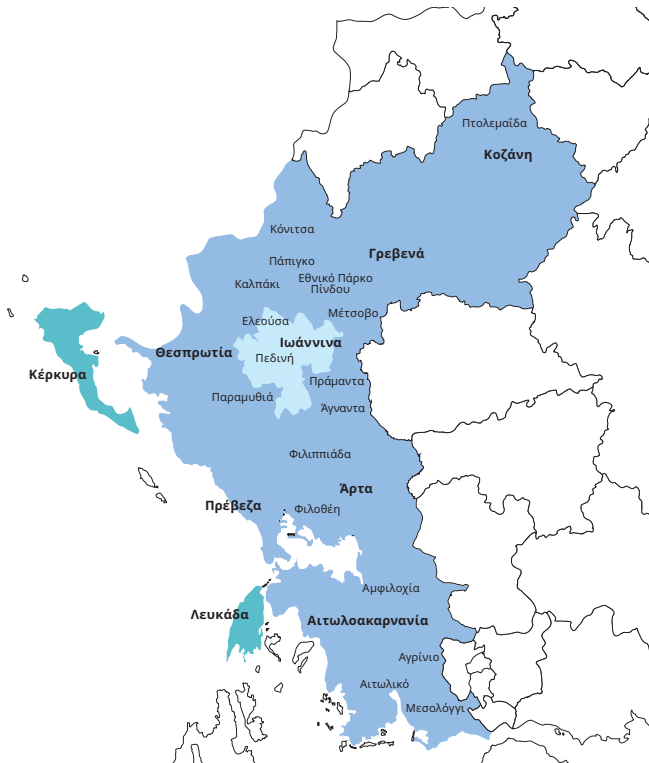 Πτολεμαΐδα
Κοζάνη
Κόνιτσα
Γρεβενά
Πάπιγκο
Εθνικό Πάρκο
Πίνδου
Καλπάκι
Μέτσοβο
Ελεούσα
Ιωάννινα
Θεσπρωτία
Πεδινή
Κέρκυρα
Πράμαντα
Παραμυθιά
Άγναντα
Φιλιππιάδα
Άρτα
Πρέβεζα
Φιλοθέη
Αμφιλοχία
Λευκάδα
Αιτωλοακαρνανία
Αγρίνιο
Αιτωλικό
Μεσολόγγι